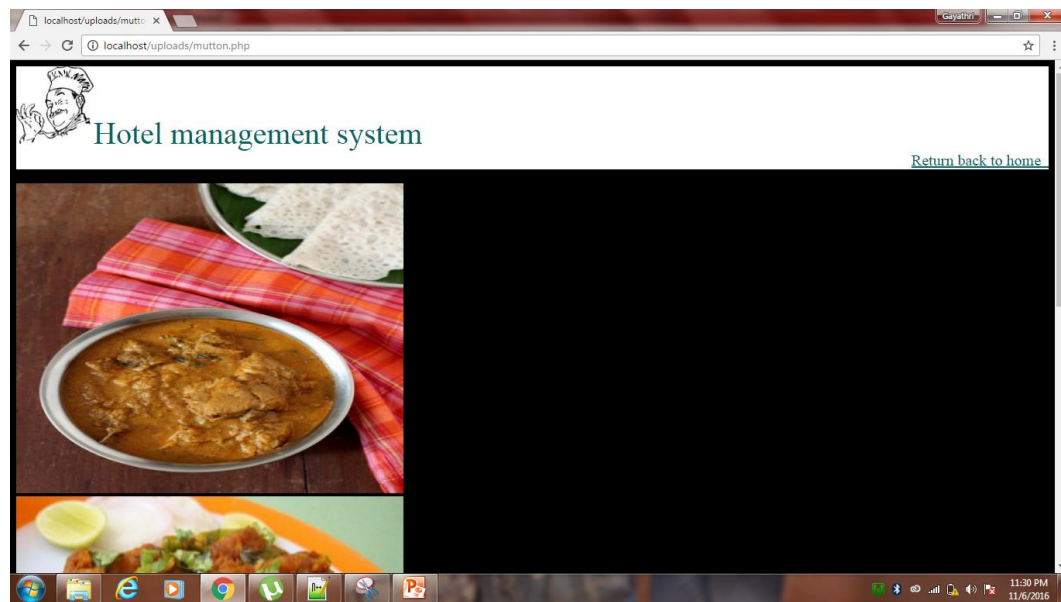 localhost/uploads/mutto
Gayathri
localhost/uploads/mutton.php
Hotel management system
Return back to home
11:30 PM
11/6/2016